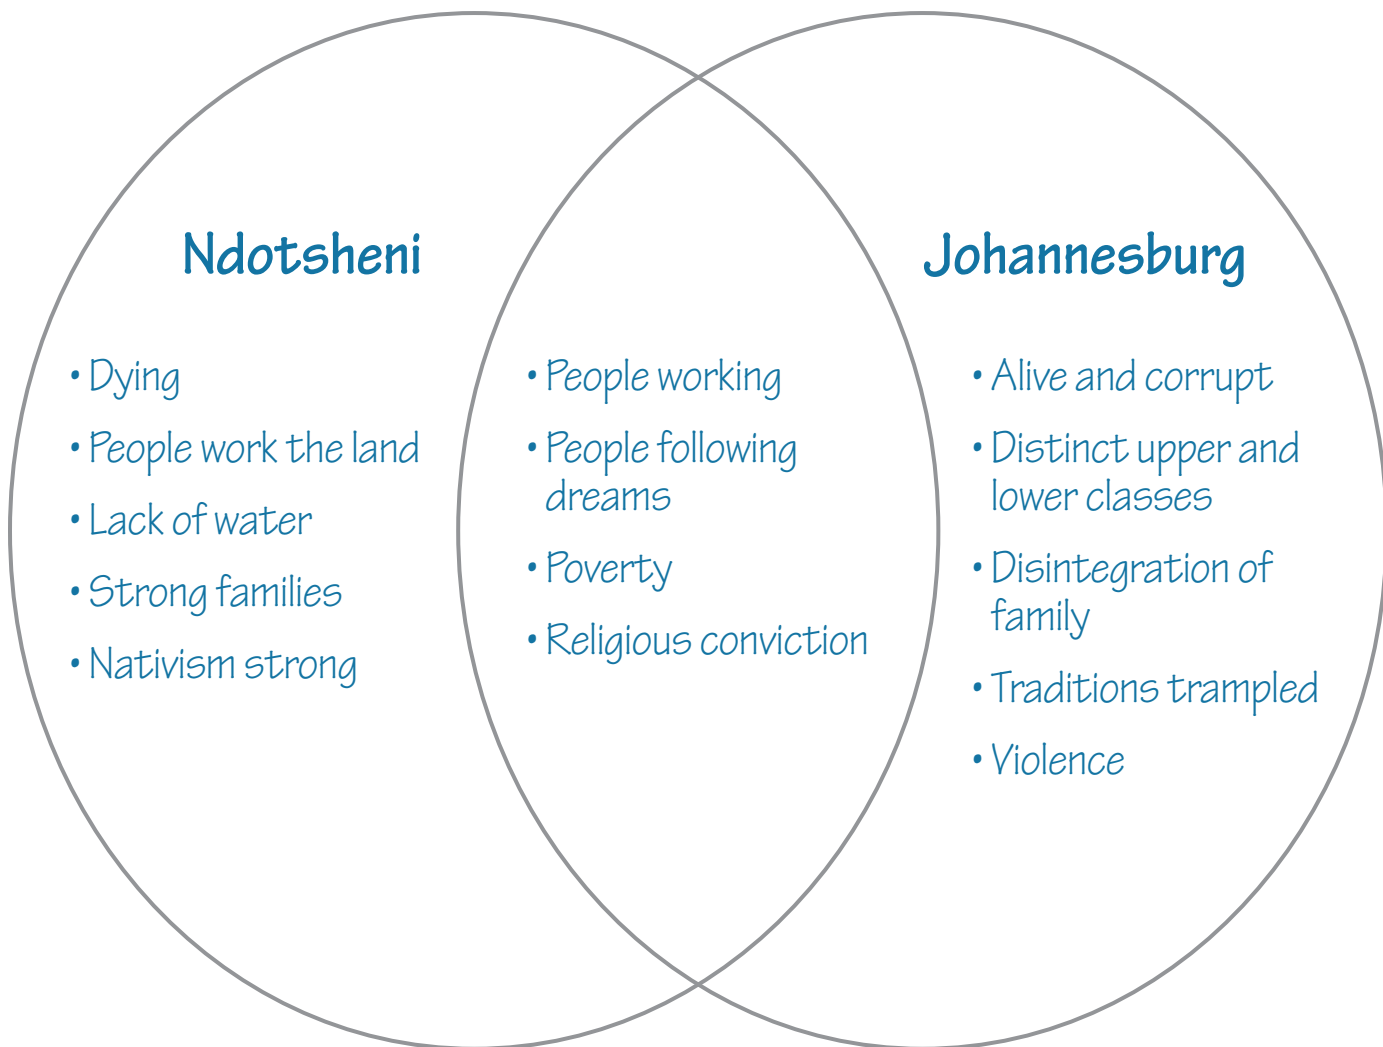 Ndotsheni
• Dying
• People work the land
• Lack of water
• Strong families
• Nativism strong
• People working
• People following
dreams
• Poverty
• Religious conviction
Johannesburg
• Alive and corrupt
• Distinct upper and
lower classes
• Disintegration of
family
• Traditions trampled
• Violence